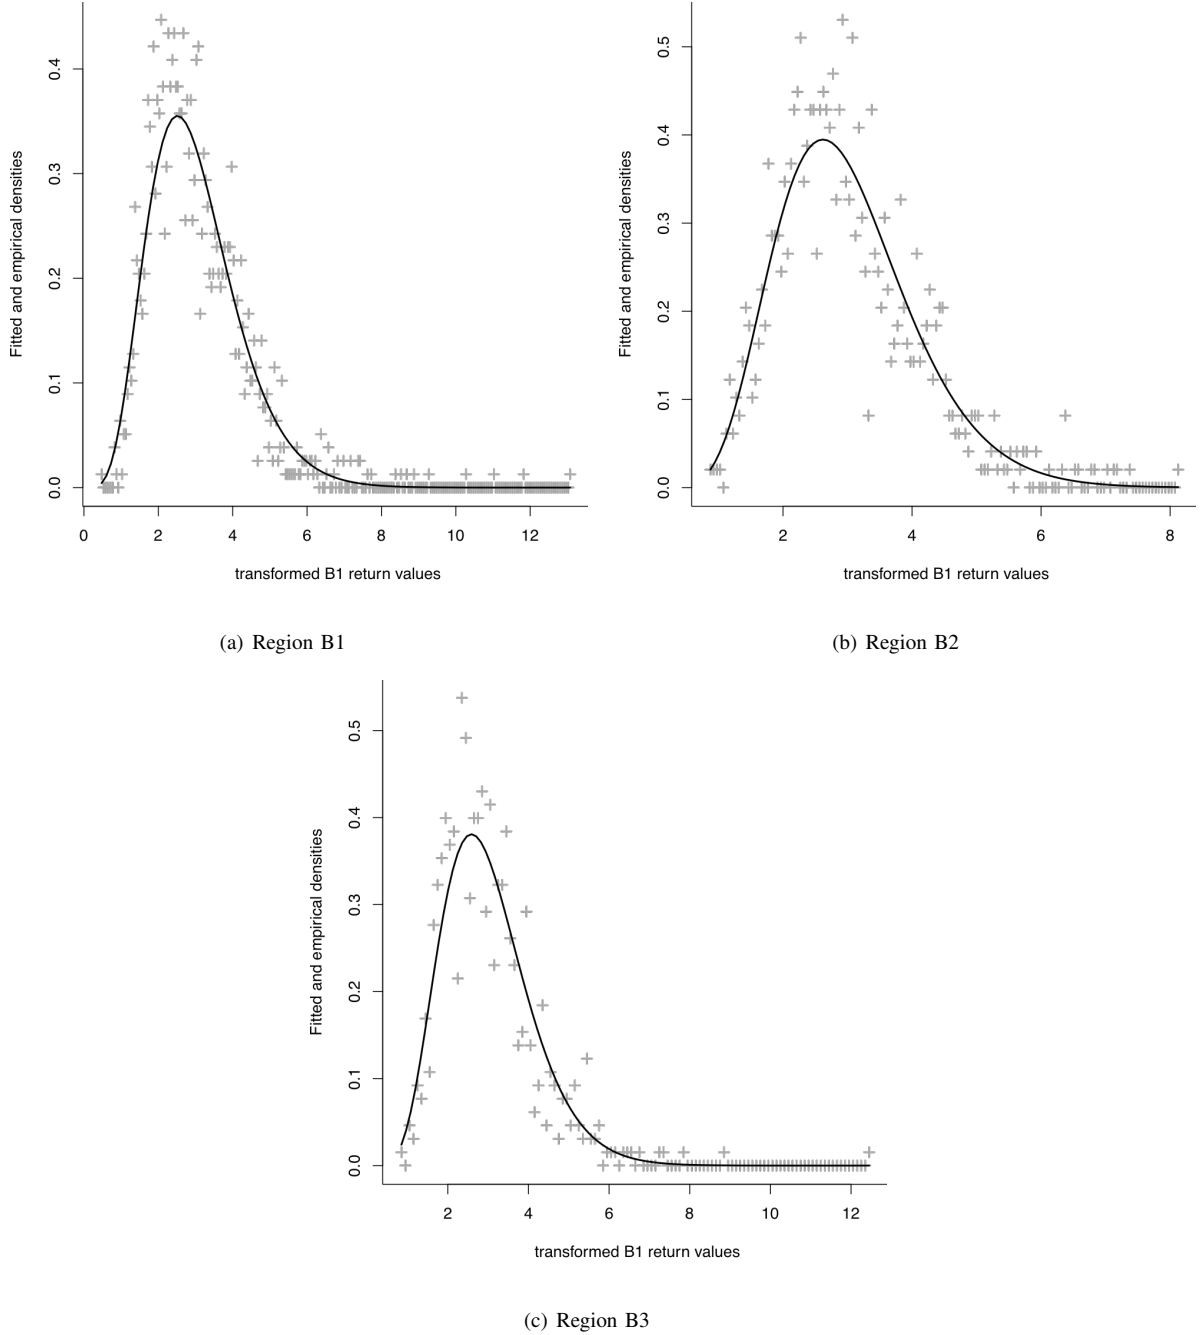 Fitted and empirical densities
0.4
0.3
0.2
0.1
0.0
0 2 4 6 8 10 12
transformed B1 return values
(a) Region B1
Fitted and empirical densities
0.5
0.4
0.3
0.2
0.1
0.0
2 4 6 8
transformed B1 return values
(b) Region B2
Fitted and empirical densities
0.5
0.4
0.3
0.2
0.1
0.0
2 4 6 8 10 12
transformed B1 return values
(c) Region B3